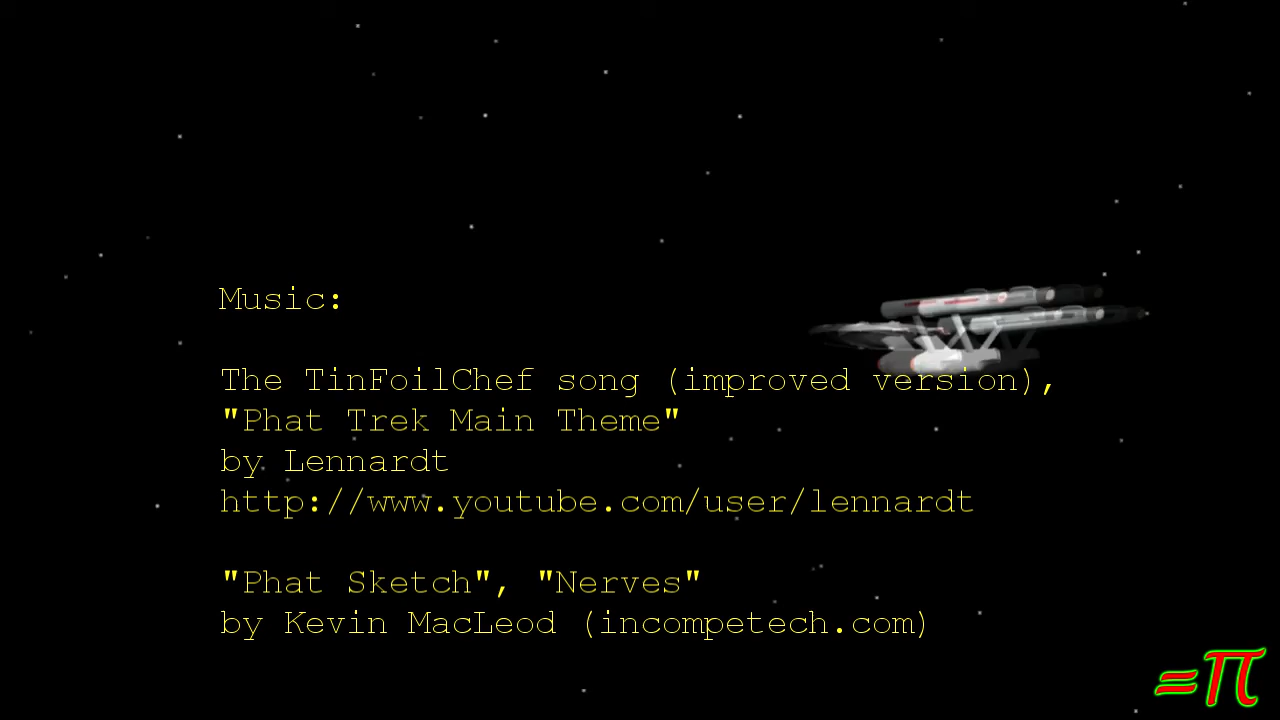 Music:
The TinFoilChef song (improved version),
"Phat Trek Main Theme"
by Lennardt
http://www.youtube.com/user/lennardt
"Phat Sketch", "Nerves"
by Kevin MacLeod (incompetech.com)
=π